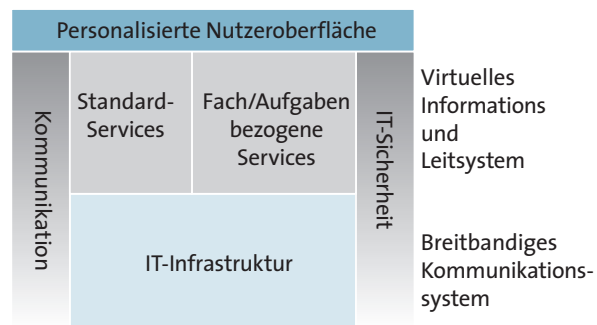 Personalisierte Nutzeroberfläche
Kommunikation
Standard-
Services
Fach/Aufgaben
bezogene
Services
IT-Sicherheit
Virtuelles
Informations
und
Leitsystem
IT-Infrastruktur
Breitbandiges
Kommunikations-
system